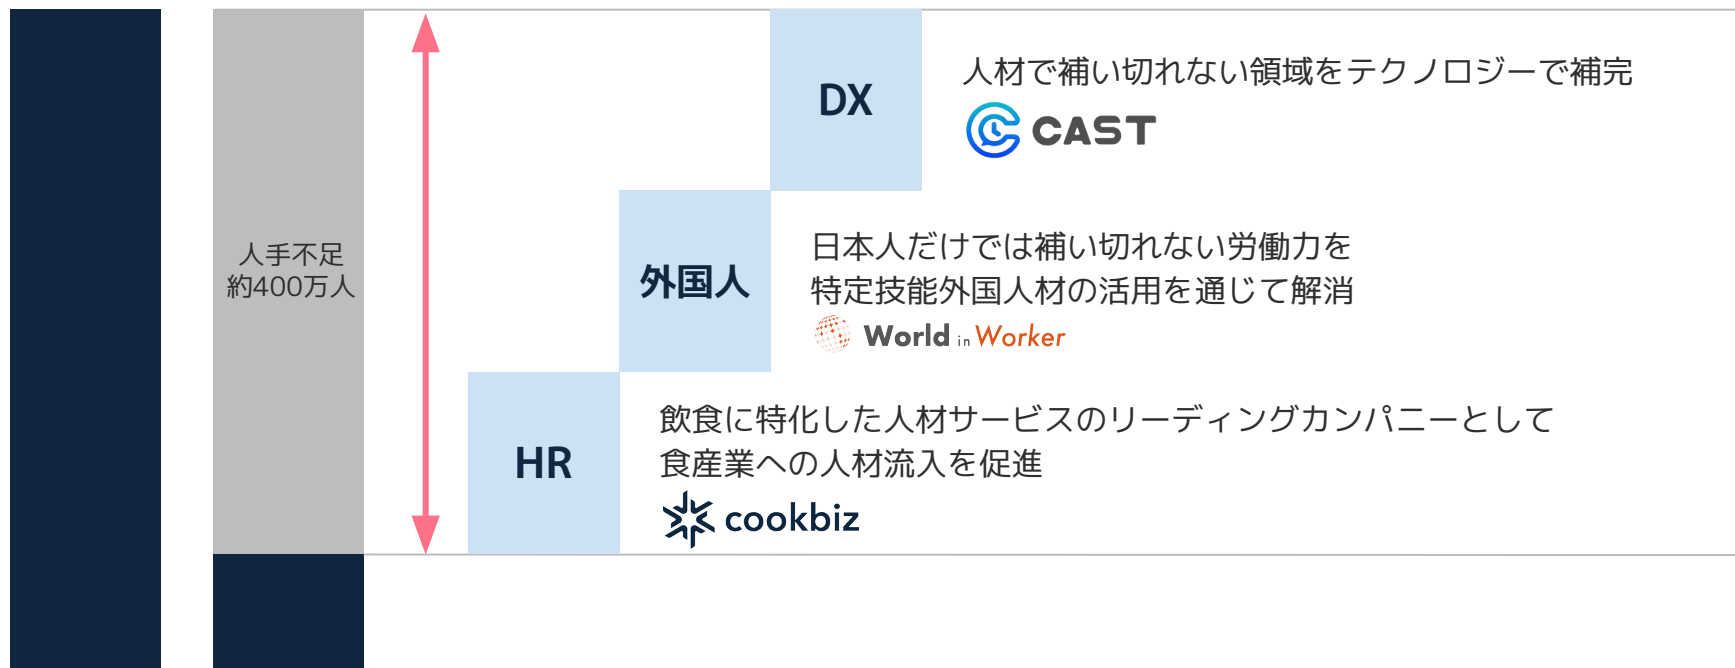 DX
人材で補い切れない領域をテクノロジーで補完
CAST
人手不足
約400万人
外国人
日本人だけでは補い切れない労働力を
特定技能外国人材の活用を通じて解消
World in Worker
HR
飲食に特化した人材サービスのリーディングカンパニーとして
食産業への人材流入を促進
cookbiz